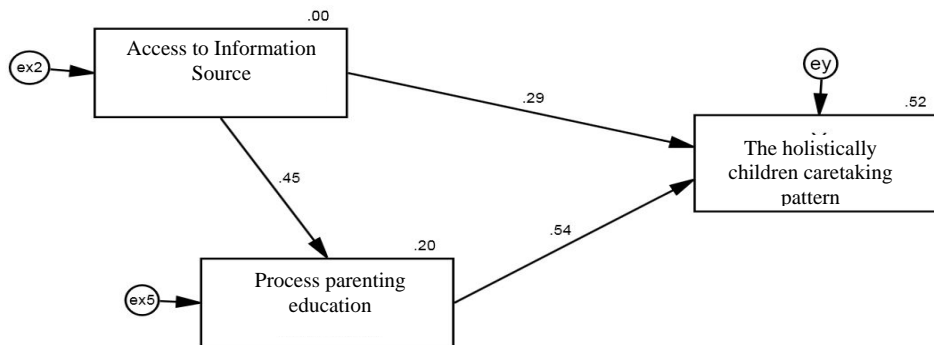 .00
Access to Information
Source
ex2
ey
.52
.29
The holistically
children caretaking
pattern
.45
.54
.20
Process parenting
education
ex5